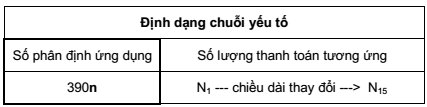 Định dạng chuỗi yếu tố
Số phân định ứng dụng Số lượng thanh toán tương ứng
390n N1 --- chiều dài thay đổi ---> N15